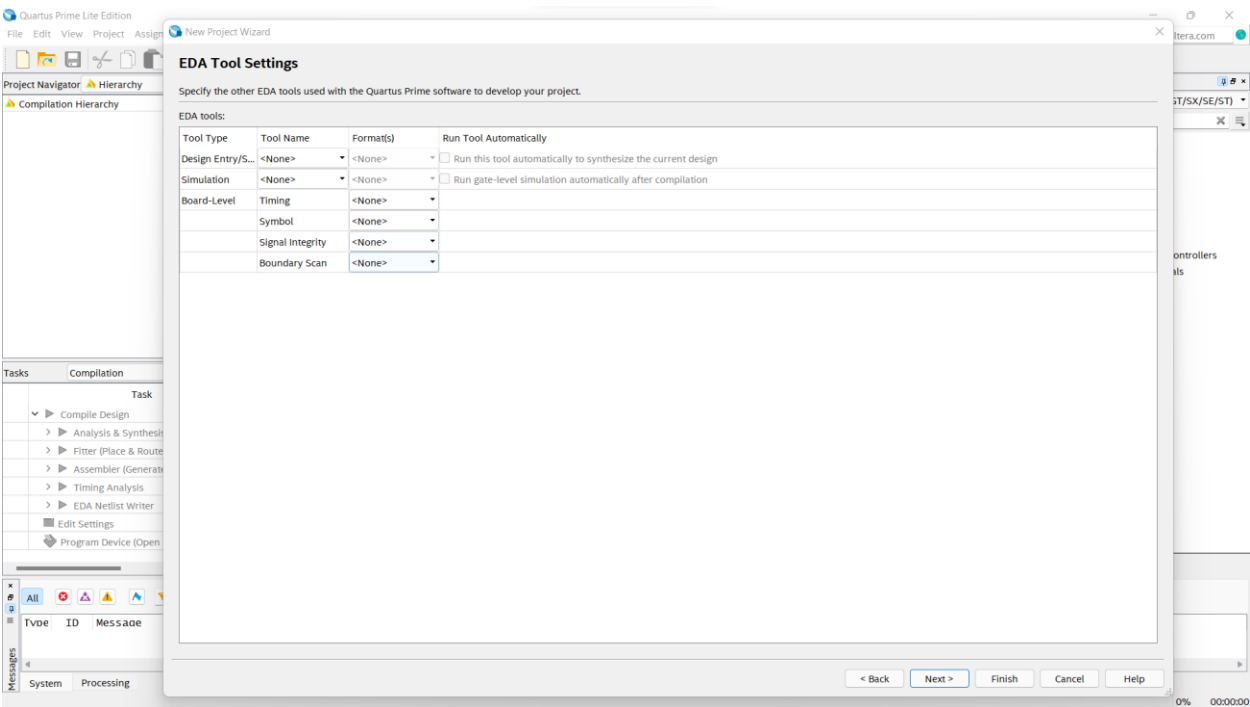 Quartus Prime Lite Edition
File Edit View Project Assign
tera.com
New Project Wizard
EDA Tool Settings
Specify the other EDA tools used with the Quartus Prime software to develop your project.
EDA tools:
Tool Type Tool Name Format(s) Run Tool Automatically
Design Entry/S... <None> <None> Run this tool automatically to synthesize the current design
Simulation <None> <None> Run gate-level simulation automatically after compilation
Board-Level Timing <None>
Symbol <None>
Signal Integrity <None>
Boundary Scan <None>
< Back Next > Finish Cancel Help
Project Navigator Hierarchy
Compilation Hierarchy
Tasks Compilation
Task
Compile Design
Analysis & Synthesis
Fitter (Place & Route
Assembler (Generate
Timing Analysis
EDA Netlist Writer
Edit Settings
Program Device (Open
All
Type ID Message
Messages
System Processing
GT/SX/SE/ST)
ontrollers
als
0% 00:00:00